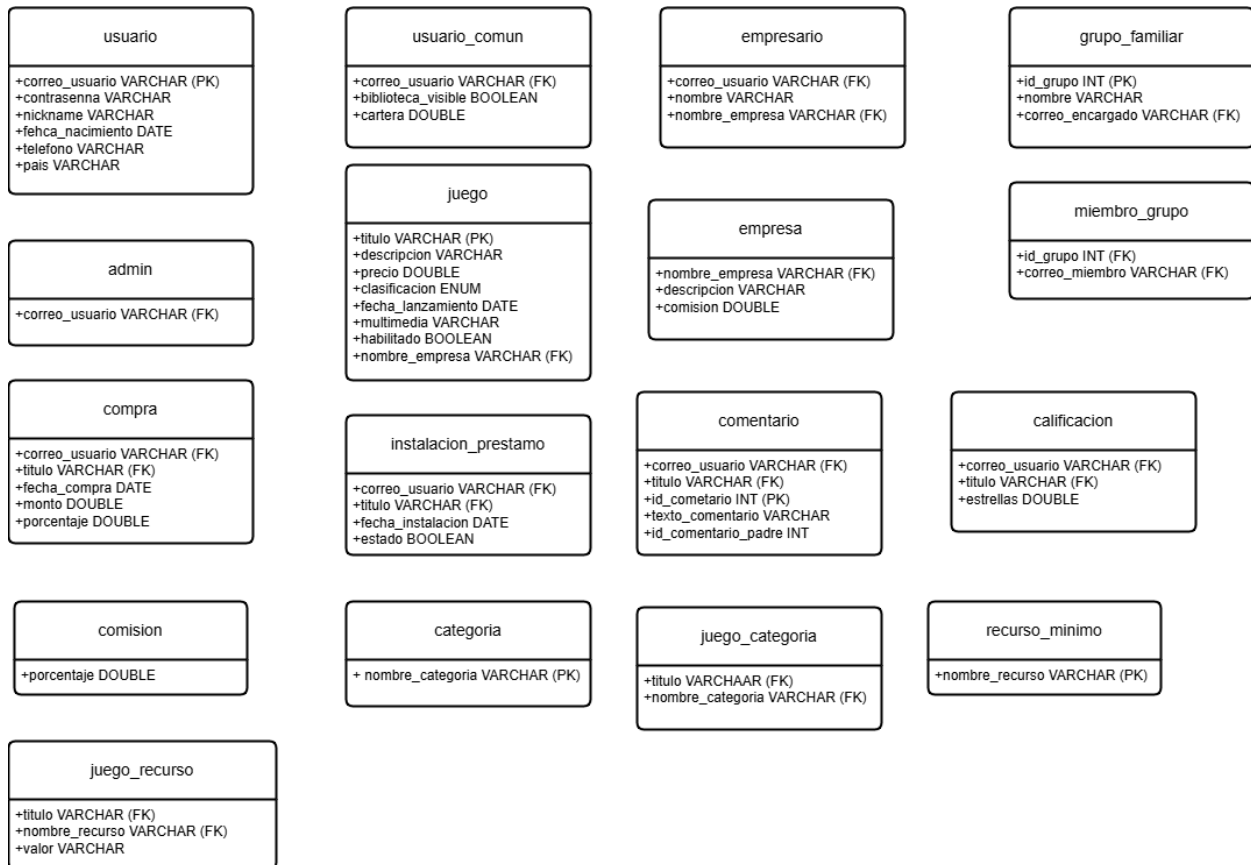 usuario
+correo_usuario VARCHAR (PK)
+contrasenna VARCHAR
+nickname VARCHAR
+fehca_nacimiento DATE
+telefono VARCHAR
+pais VARCHAR
usuario_comun
+correo_usuario VARCHAR (FK)
+biblioteca_visible BOOLEAN
+cartera DOUBLE
empresario
+correo_usuario VARCHAR (FK)
+nombre VARCHAR
+nombre_empresa VARCHAR (FK)
grupo_familiar
+id_grupo INT (PK)
+nombre VARCHAR
+correo_encargado VARCHAR (FK)
admin
+correo_usuario VARCHAR (FK)
juego
+titulo VARCHAR (PK)
+descripcion VARCHAR
+precio DOUBLE
+clasificacion ENUM
+fecha_lanzamiento DATE
+multimedia VARCHAR
+habilitado BOOLEAN
+nombre_empresa VARCHAR (FK)
empresa
+nombre_empresa VARCHAR (FK)
+descripcion VARCHAR
+comision DOUBLE
miembro_grupo
+id_grupo INT (FK)
+correo_miembro VARCHAR (FK)
compra
+correo_usuario VARCHAR (FK)
+titulo VARCHAR (FK)
+fecha_compra DATE
+monto DOUBLE
+porcentaje DOUBLE
instalacion_prestamo
+correo_usuario VARCHAR (FK)
+titulo VARCHAR (FK)
+fecha_instalacion DATE
+estado BOOLEAN
comentario
+correo_usuario VARCHAR (FK)
+titulo VARCHAR (FK)
+id_cometario INT (PK)
+texto_comentario VARCHAR
+id_comentario_padre INT
calificacion
+correo_usuario VARCHAR (FK)
+titulo VARCHAR (FK)
+estrellas DOUBLE
comision
+porcentaje DOUBLE
categoria
+ nombre_categoria VARCHAR (PK)
juego_categoria
+titulo VARCHAAR (FK)
+nombre_categoria VARCHAR (FK)
recurso_minimo
+nombre_recurso VARCHAR (PK)
juego_recurso
+titulo VARCHAR (FK)
+nombre_recurso VARCHAR (FK)
+valor VARCHAR